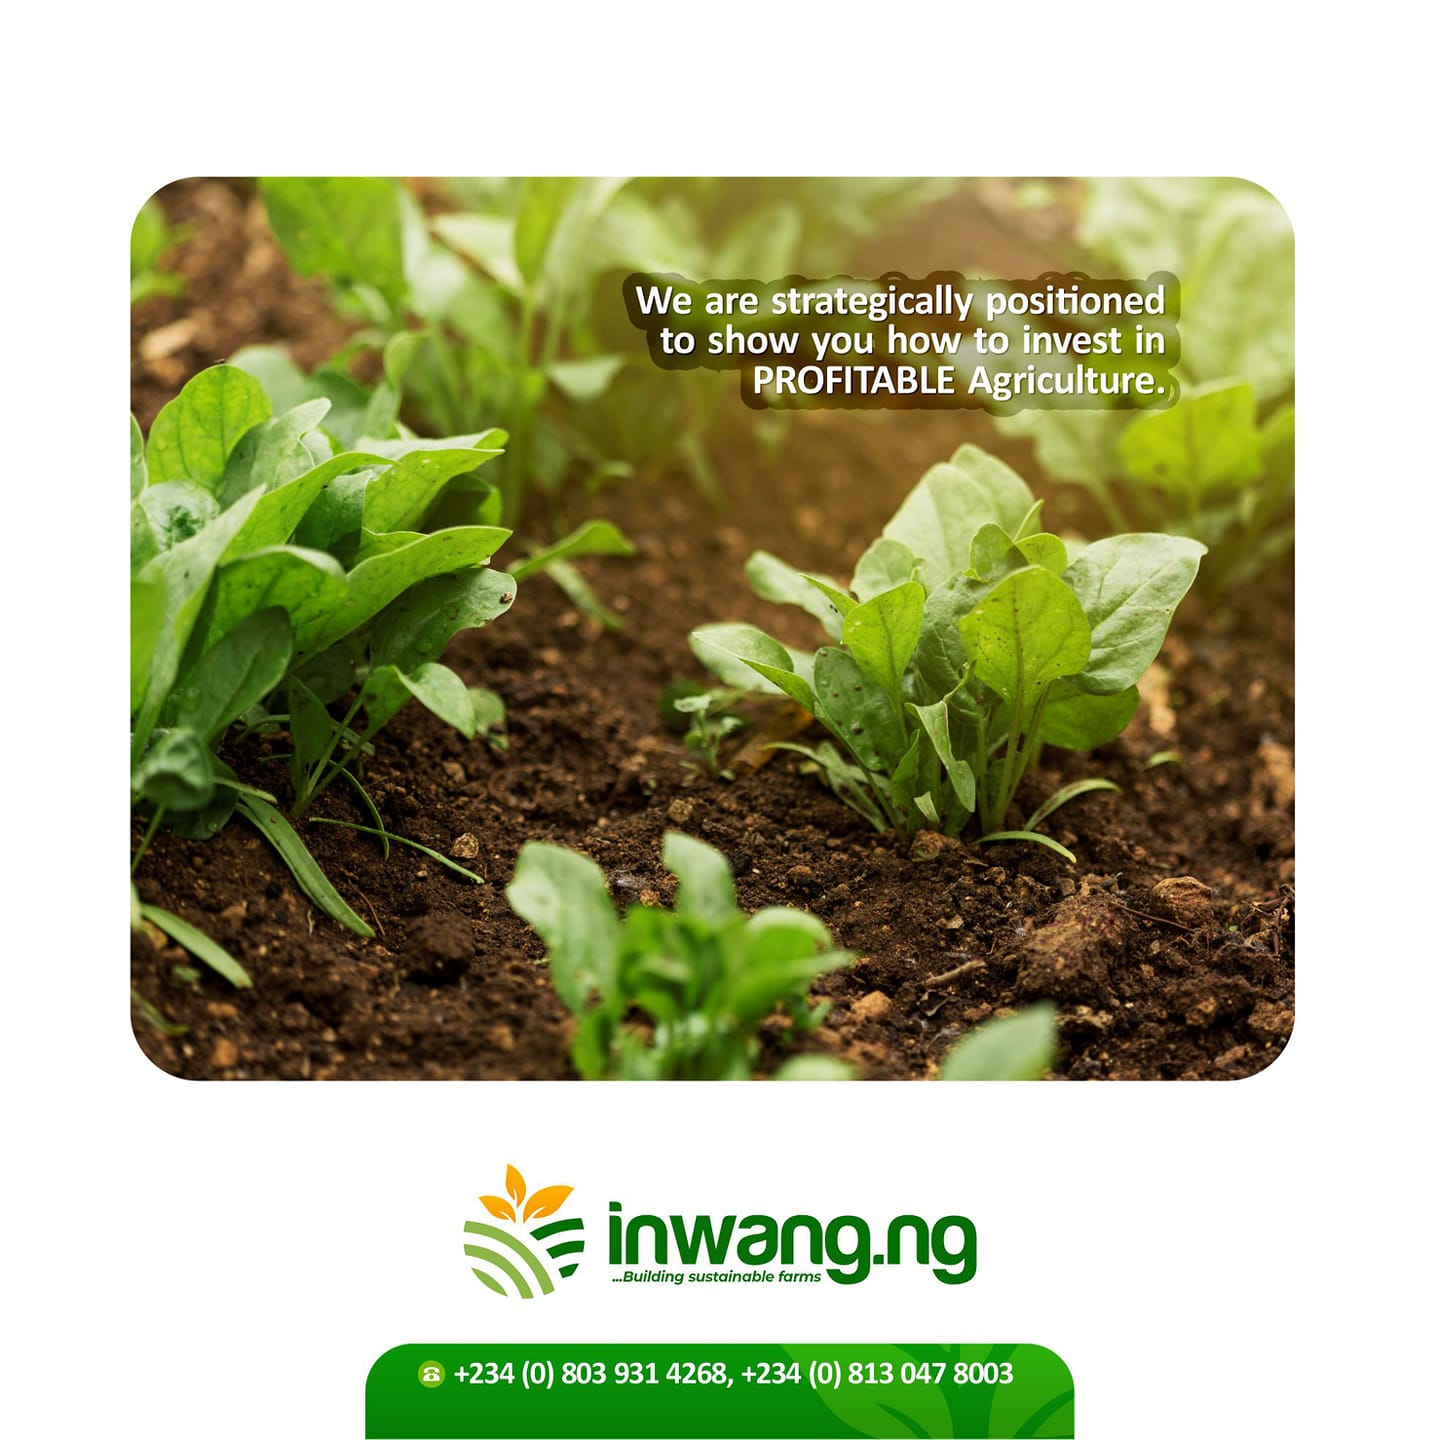 We are strategically positioned
to show you how to invest in
PROFITABLE Agriculture.
inwang.ng
...Building sustainable farms
+234 (0) 803 931 4268, +234 (0) 813 047 8003